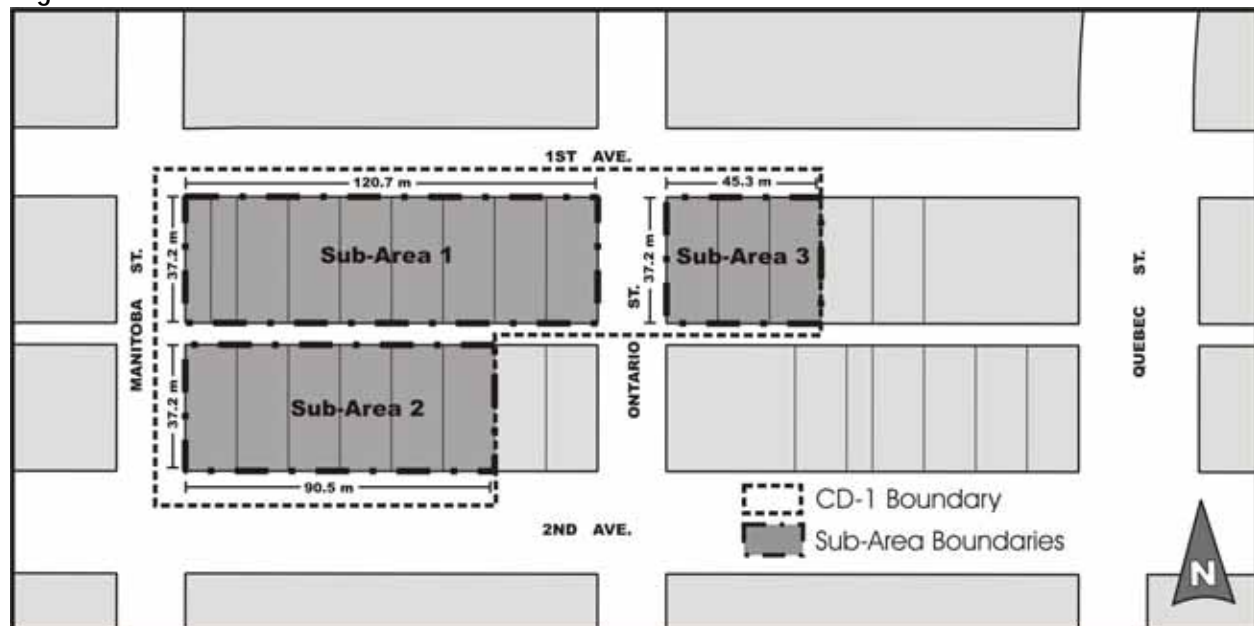 1ST AVE.
120.7 m
45.3 m
37.2 m
Sub-Area 1
37.2 m
Sub-Area 3
MANITOBA ST.
ONTARIO ST.
QUEBEC ST.
37.2 m
Sub-Area 2
90.5 m
2ND AVE.
CD-1 Boundary
Sub-Area Boundaries
N